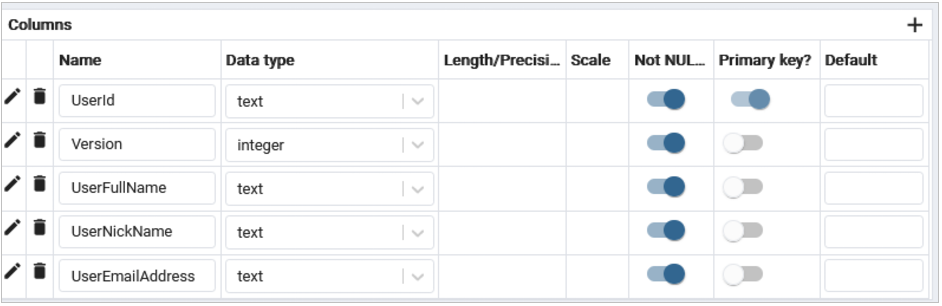 Columns
Name Data type Length/Precisi... Scale Not NUL... Primary key? Default
UserId text
Version integer
UserFullName text
UserNickName text
UserEmailAddress text